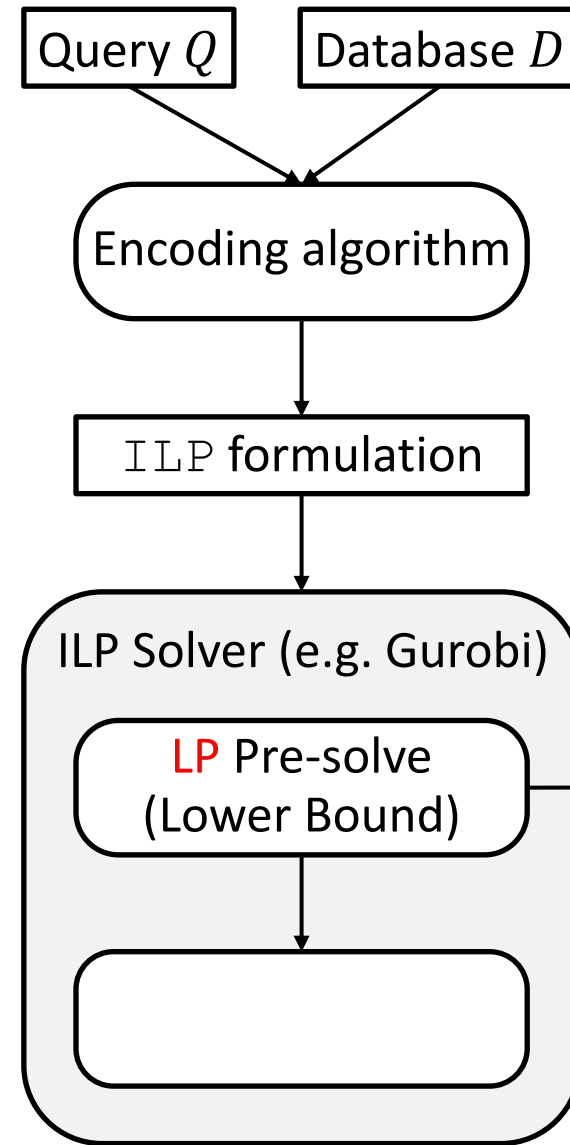 Query Q
Database D
Encoding algorithm
ILP formulation
ILP Solver (e.g. Gurobi)
LP Pre-solve
(Lower Bound)